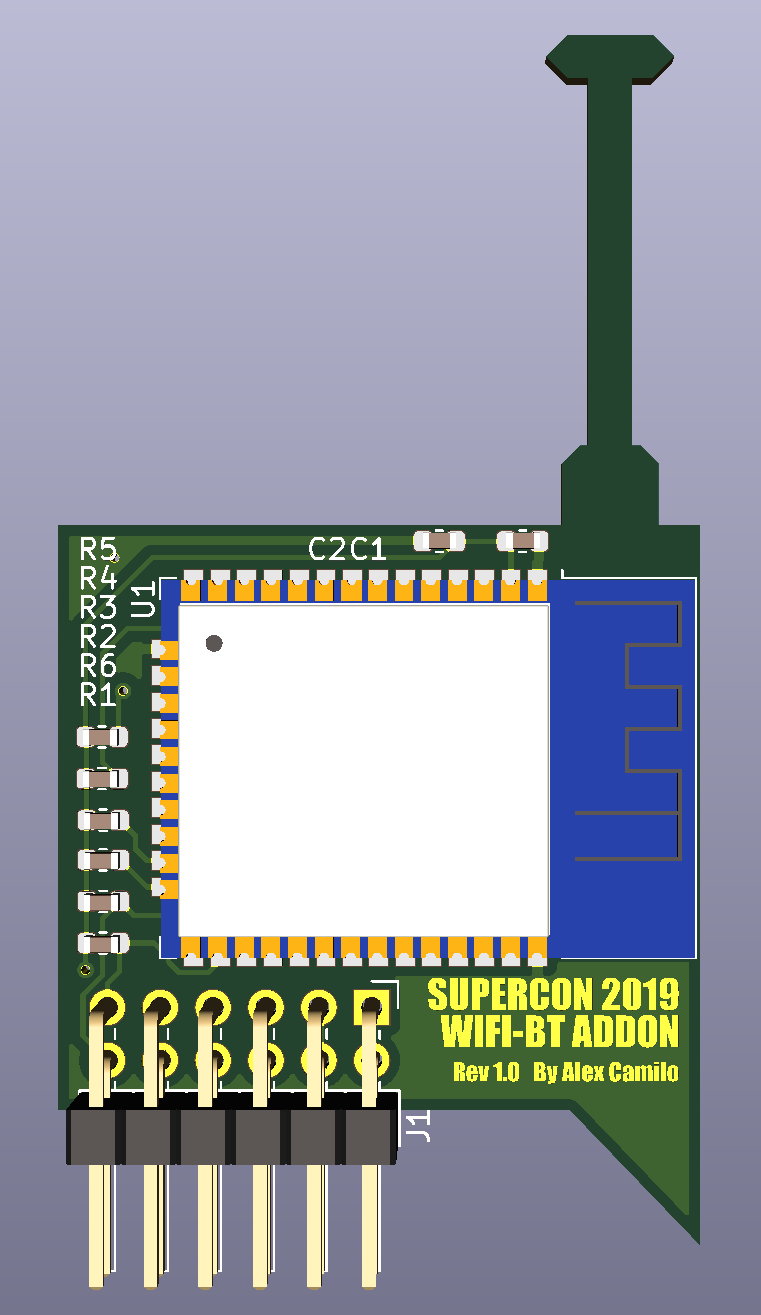 R5
C2C1
R4
R3
U1
R2
R6
R1
SUPERCON 2019
WIFI-BT ADDON
Rev 1.0 By Alex Camilo
J1